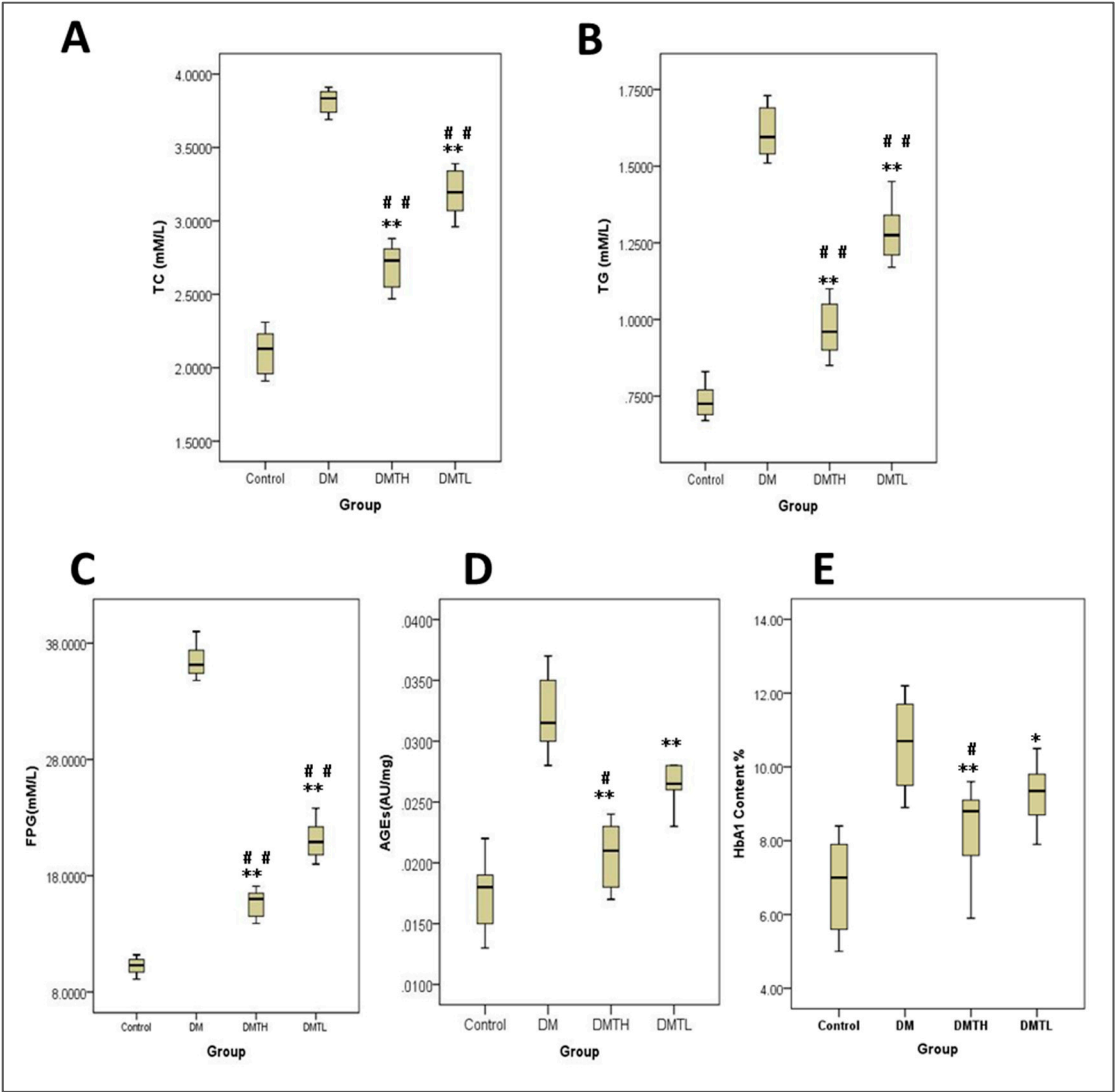 A
TC (mM/L)
4.0000
3.5000
3.0000
2.5000
2.0000
1.5000
# #
**
# #
**
Control DM DMTH DMTL
Group
B
TG (mM/L)
1.7500
1.5000
1.2500
1.0000
.7500
# #
**
# #
**
Control DM DMTH DMTL
Group
C
FPG(mM/L)
38.0000
28.0000
18.0000
8.0000
# #
**
# #
**
Control DM DMTH DMTL
Group
D
AGEs(AU/mg)
.0400
.0350
.0300
.0250
.0200
.0150
.0100
#
**
**
Control DM DMTH DMTL
Group
E
HbA1 Content %
14.00
12.00
10.00
8.00
6.00
4.00
#
**
*
Control DM DMTH DMTL
Group